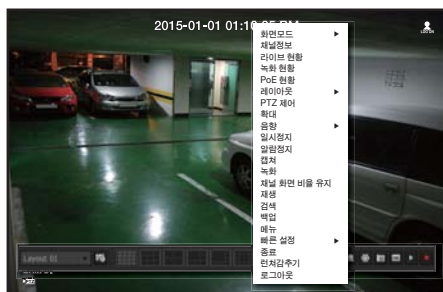 2015-01-01 01:1
LOG ON
화면모드
채널정보
라이브 현황
녹화 현황
PoE 현황
레이아웃
PTZ 제어
확대
음향
일시정지
알람정지
캡쳐
녹화
채널 화면 비율 유지
재생
검색
백업
메뉴
빠른 설정
종료
런쳐감추기
로그아웃
Layout 01